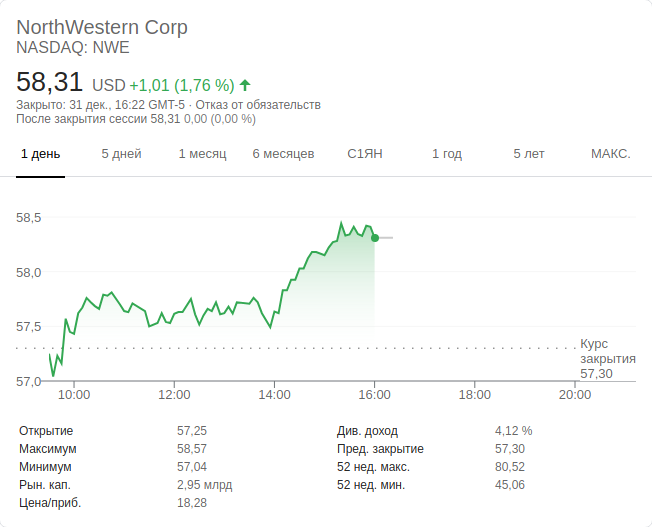 NorthWestern Corp
NASDAQ: NWE
58,31 USD +1,01 (1,76 %)
Закрыто: 31 дек., 16:22 GMT-5 · Отказ от обязательств
После закрытия сессии 58,31 0,00 (0,00 %)
1 день 5 дней 1 месяц 6 месяцев С1ЯН 1 год 5 лет МАКС.
58,5
58,0
57,5
57,0
Курс
закрытия
57,30
10:00 12:00 14:00 16:00 18:00 20:00
Открытие 57,25 Див. доход 4,12 %
Максимум 58,57 Пред. закрытие 57,30
Минимум 57,04 52 нед. макс. 80,52
Рын. кап. 2,95 млрд 52 нед. мин. 45,06
Цена/приб. 18,28